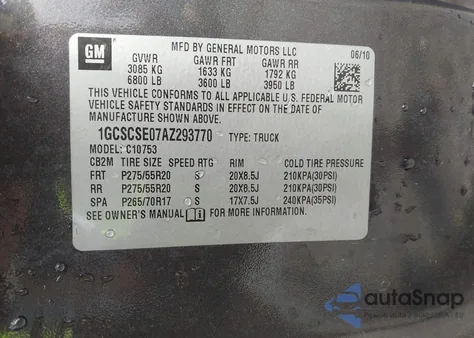 GM
MFD BY GENERAL MOTORS LLC
06/10
GVWR GAWR FRT GAWR RR
3085 KG 1633 KG 1792 KG
6800 LB 3600 LB 3950 LB
THIS VEHICLE CONFORMS TO ALL APPLICABLE U.S. FEDERAL MOTOR
VEHICLE SAFETY STANDARDS IN EFFECT ON THE DATE OF
MANUFACTURE SHOWN ABOVE.
1GCSCSE07AZ293770 TYPE: TRUCK
MODEL: C10753
CB2M TIRE SIZE SPEED RTG RIM COLD TIRE PRESSURE
FRT P275/55R20 S 20X8.5J 210KPA(30PSI)
RR P275/55R20 S 20X8.5J 210KPA(30PSI)
SPA P265/70R17 S 17X7.5J 240KPA(35PSI)
SEE OWNER'S MANUAL FOR MORE INFORMATION.
autoSnap